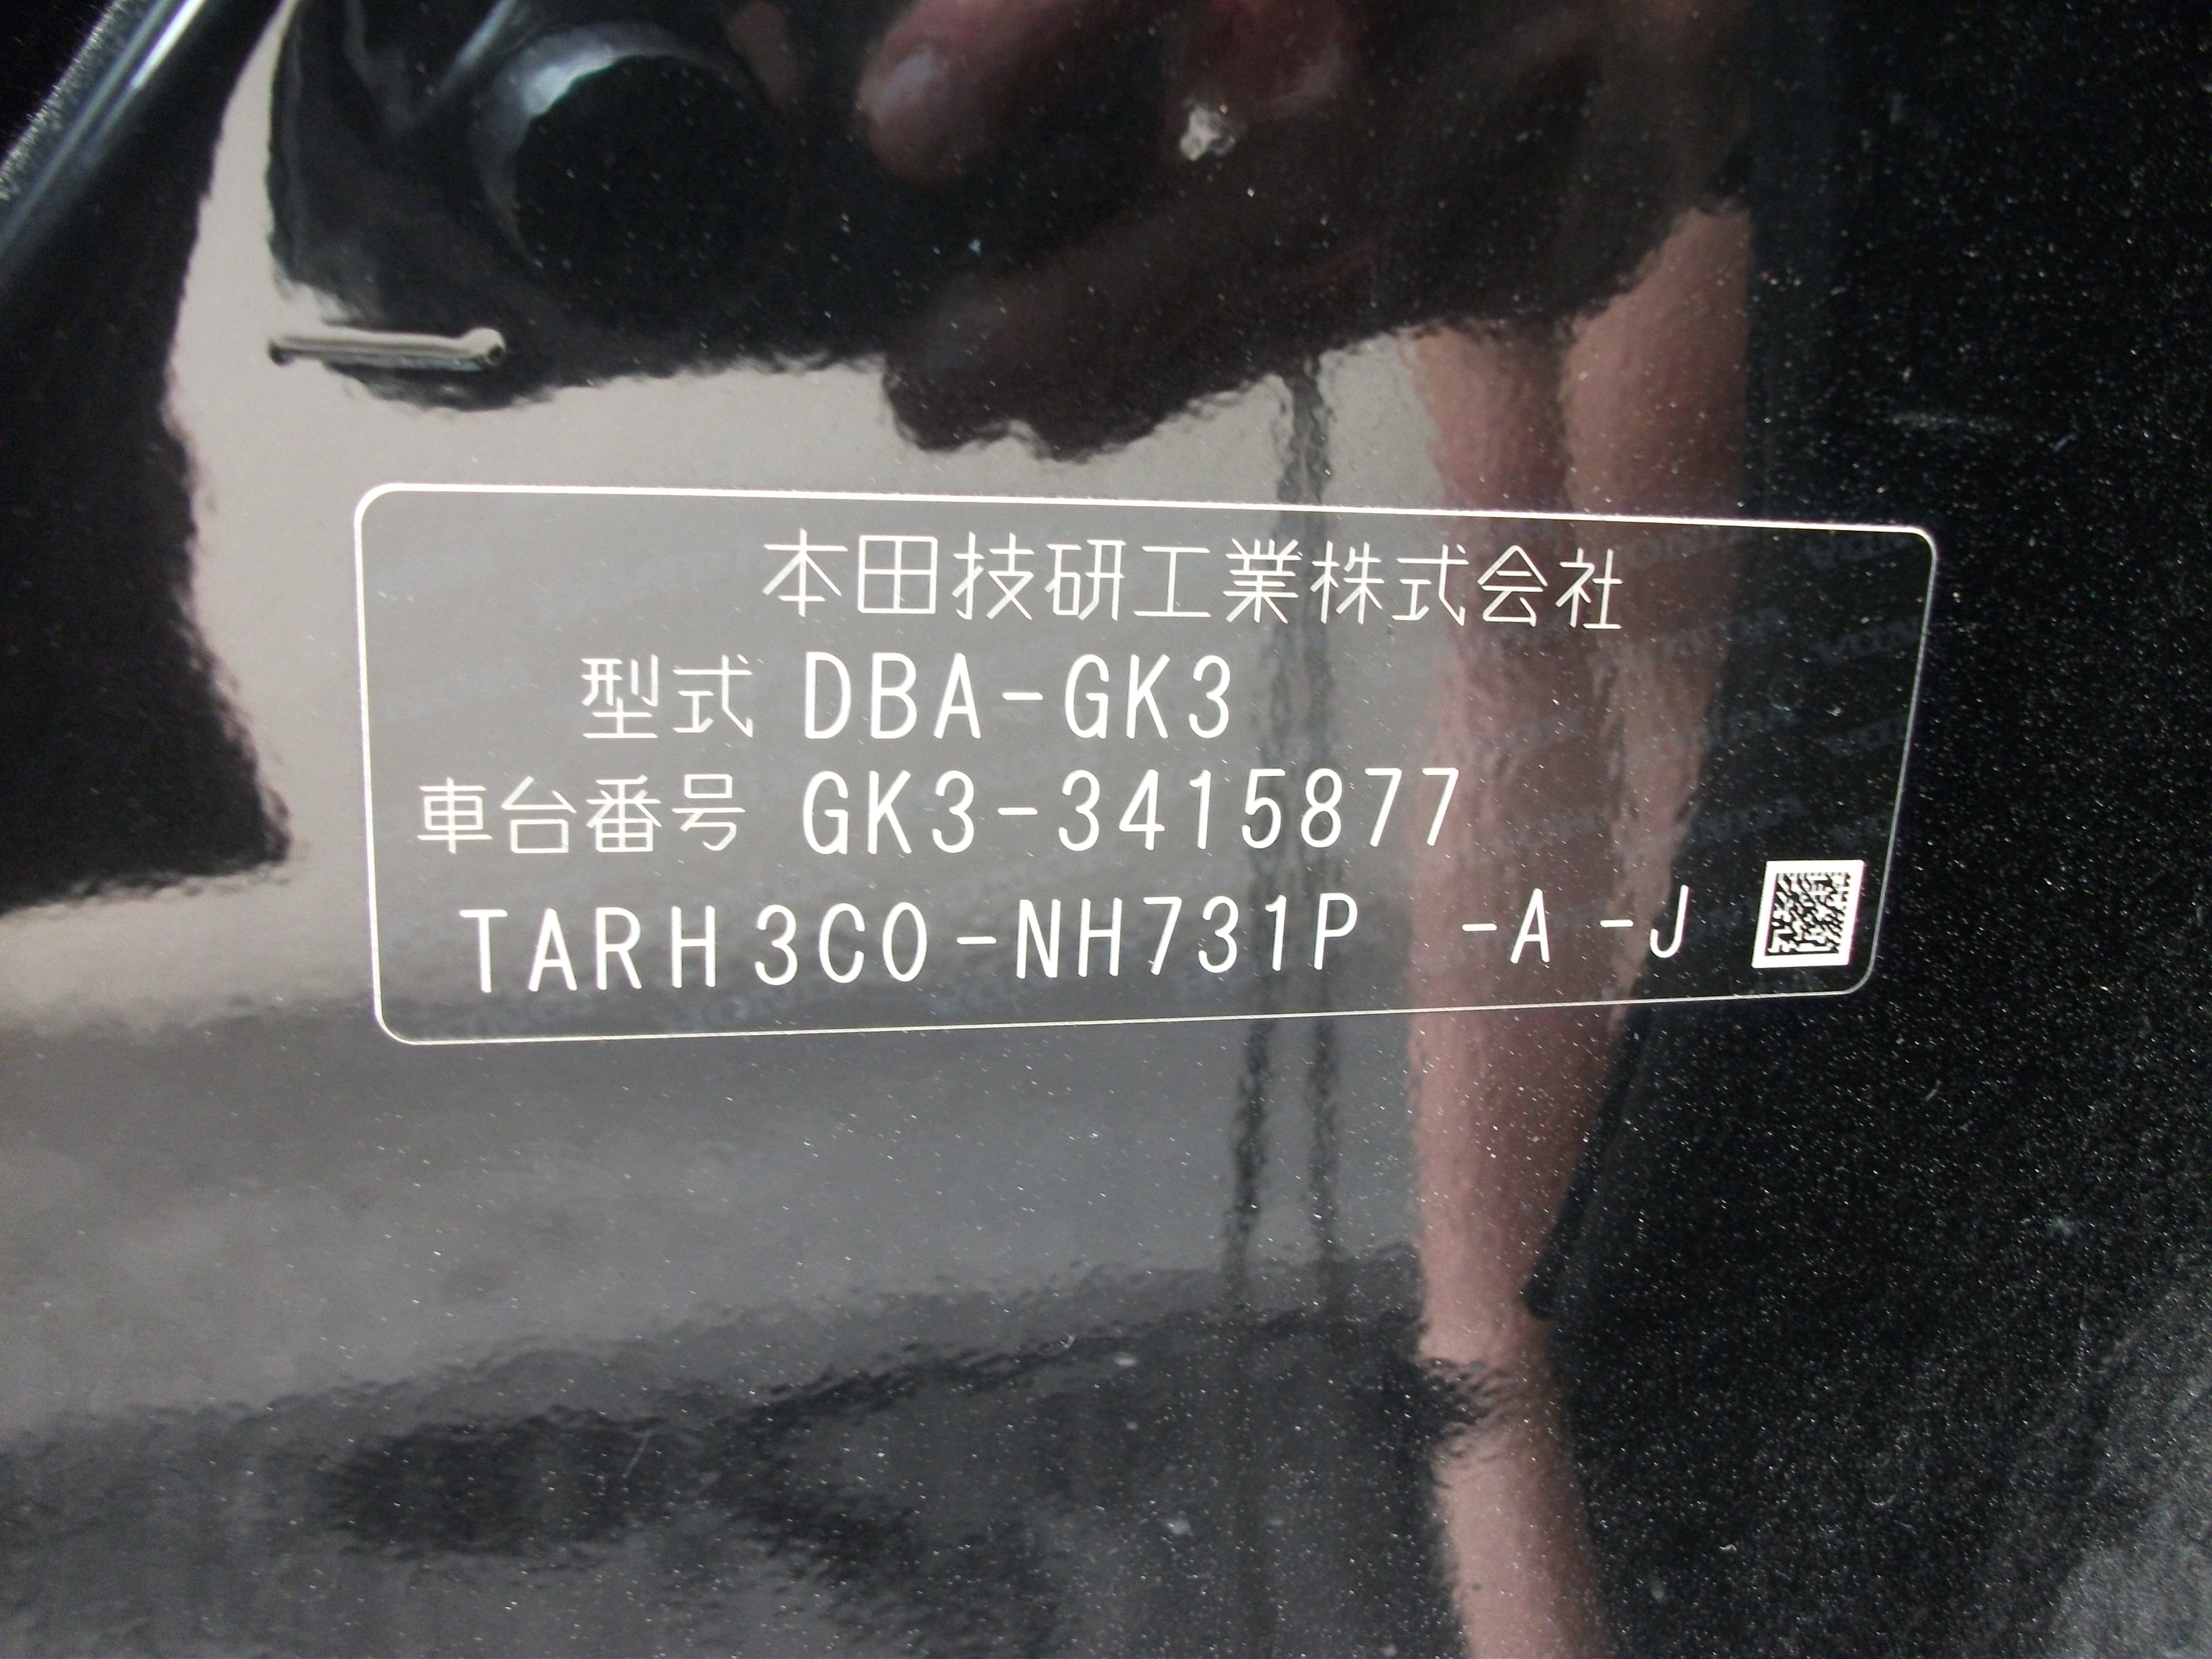 本田技研工業株式会社
型式 DBA-GK3
車台番号 GK3-3415877
TARH3C0-NH731P -A -J